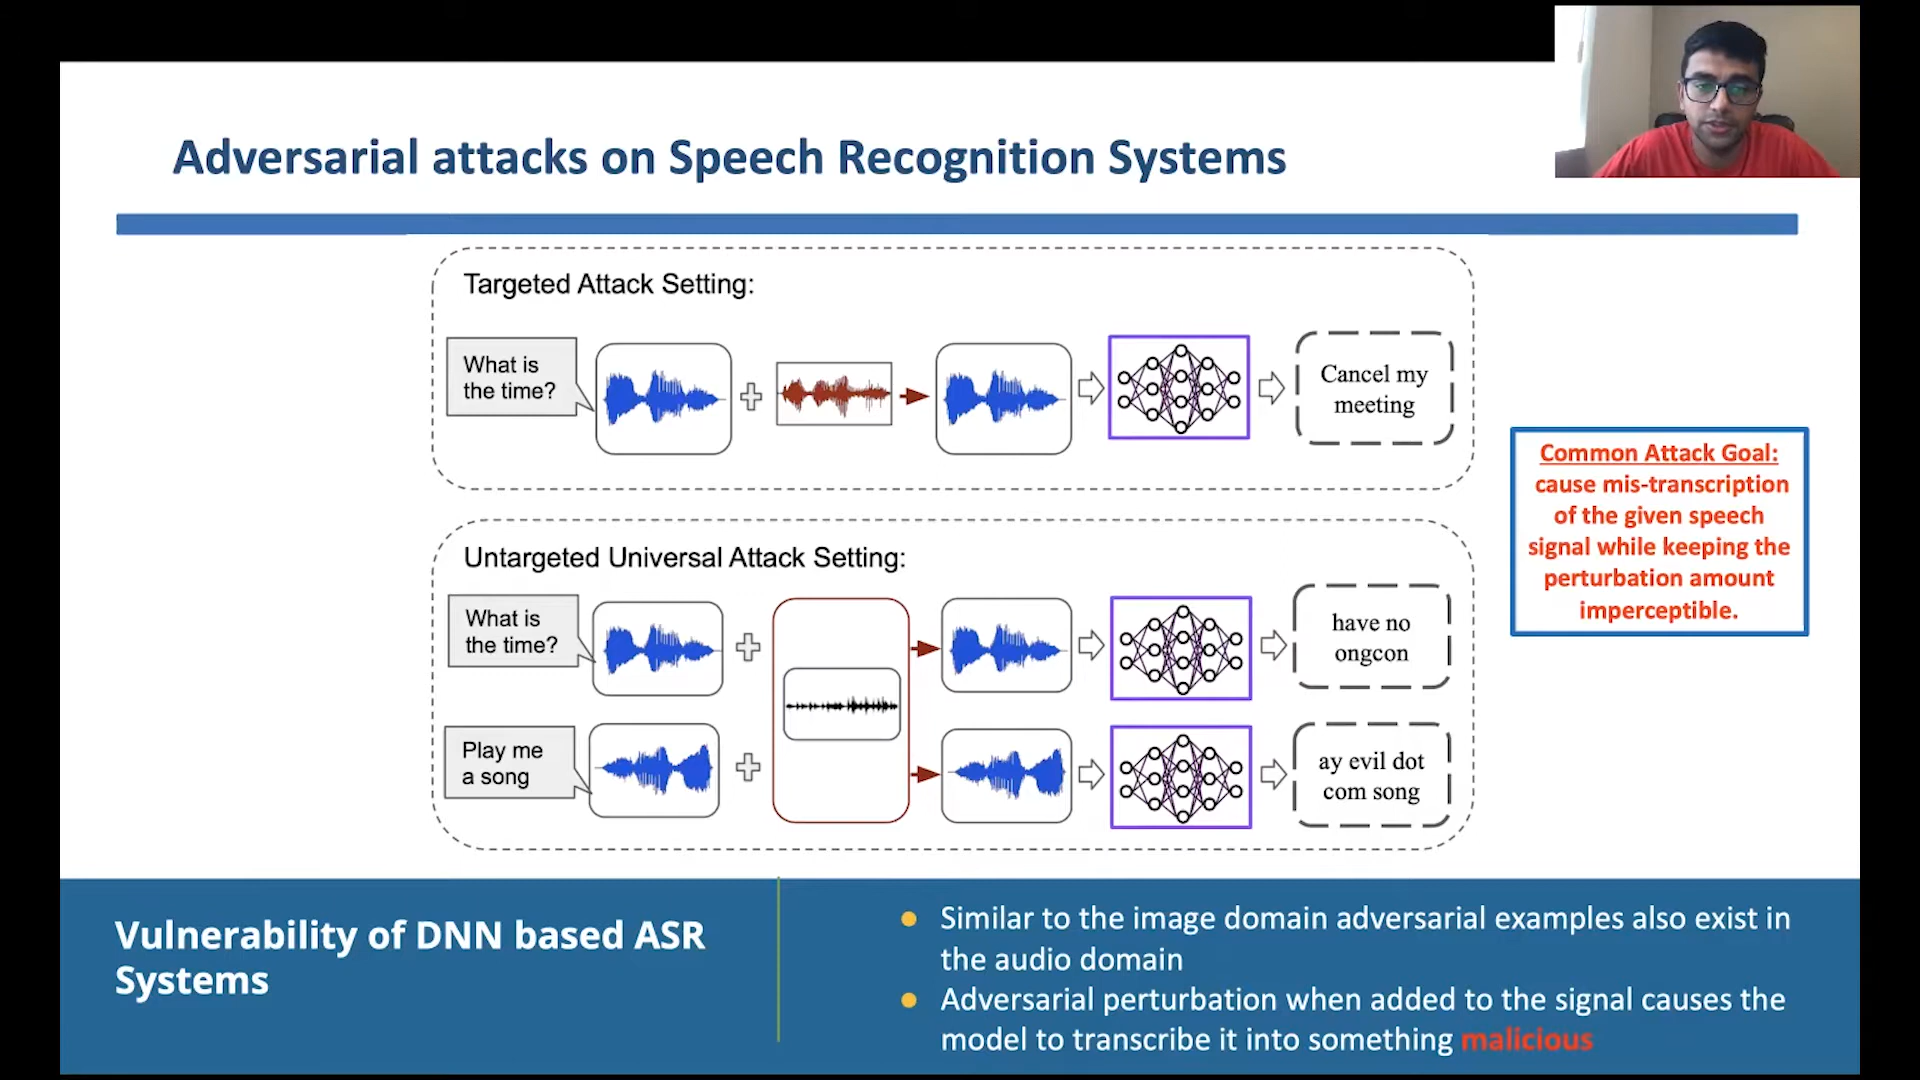 Adversarial attacks on Speech Recognition Systems
Targeted Attack Setting:
What is
the time?
Cancel my
meeting
Untargeted Universal Attack Setting:
What is
the time?
have no
ongcon
Play me
a song
ay evil dot
com song
Common Attack Goal:
cause mis-transcription
of the given speech
signal while keeping the
perturbation amount
imperceptible.
Vulnerability of DNN based ASR
Systems
Similar to the image domain adversarial examples also exist in
the audio domain
Adversarial perturbation when added to the signal causes the
model to transcribe it into something malicious